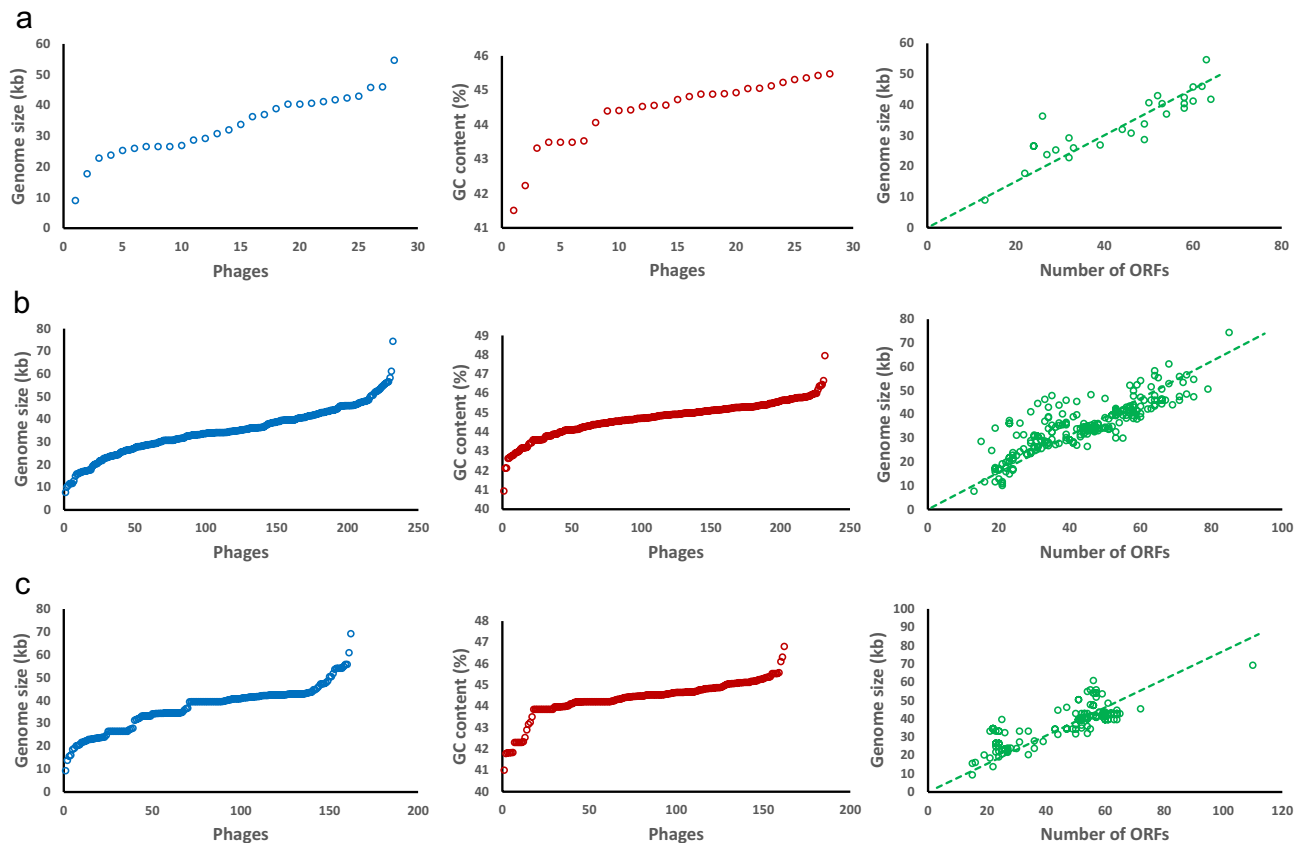 a
Genome size (kb)
60
50
40
30
20
10
0
0 5 10 15 20 25 30
Phages
GC content (%)
46
45
44
43
42
41
0 5 10 15 20 25 30
Phages
Genome size (kb)
60
50
40
30
20
10
0
20 40 60 80
Number of ORFs
b
Genome size (kb)
80
70
60
50
40
30
20
10
0
0 50 100 150 200 250
Phages
GC content (%)
49
48
47
46
45
44
43
42
41
40
0 50 100 150 200 250
Phages
Genome size (kb)
80
70
60
50
40
30
20
10
0
0 20 40 60 80 100
Number of ORFs
c
Genome size (kb)
80
70
60
50
40
30
20
10
0
0 50 100 150 200
Phages
GC content (%)
48
47
46
45
44
43
42
41
40
0 50 100 150 200
Phages
Genome size (kb)
100
90
80
70
60
50
40
30
20
10
0
0 20 40 60 80 100 120
Number of ORFs